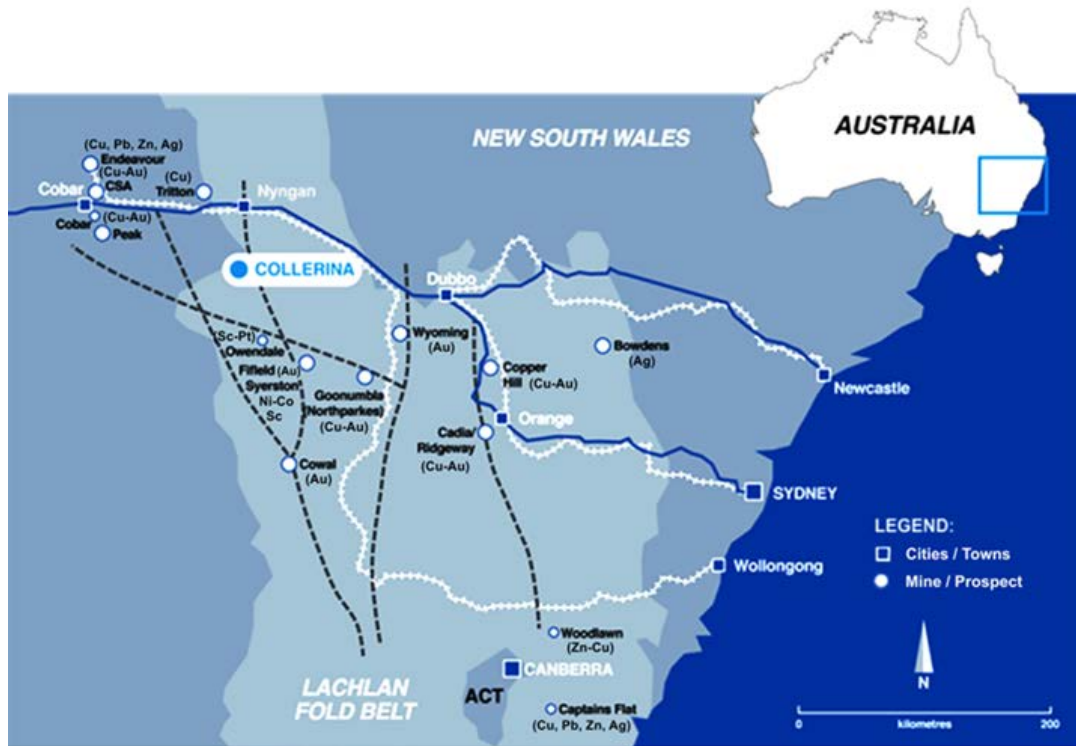 AUSTRALIA
NEW SOUTH WALES
(Cu, Pb, Zn, Ag)
Endeavour
(Cu-Au)
CSA
(Cu)
Tritton
Cobar
Nyngan
Cobar
(Cu-Au)
Peak
COLLERINA
Dubbo
(Sc-Pt)
Owendale
Wyoming
(Au)
Bowdens
(Ag)
Fifield (Au)
Syerston
Ni-Co
Sc
Goonumbla
(Northparkes)
(Cu-Au)
Copper
Hill (Cu-Au)
Newcastle
Orange
Cadia/
Ridgeway
(Cu-Au)
Cowal
(Au)
SYDNEY
LEGEND:
Cities / Towns
Mine / Prospect
Wollongong
Woodlawn
(Zn-Cu)
CANBERRA
ACT
LACHLAN
FOLD BELT
Captains Flat
(Cu, Pb, Zn, Ag)
N
0 kilometres 200